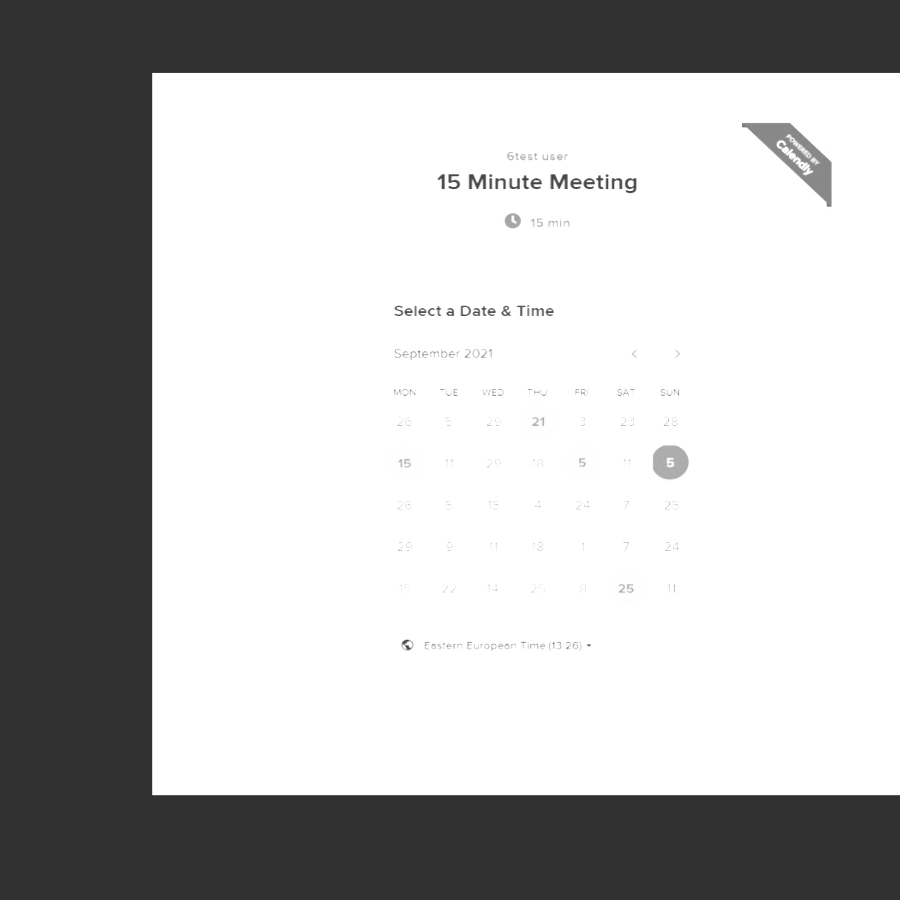 POWERED BY
Calendly
6test user
15 Minute Meeting
15 min
Select a Date & Time
September 2021
MON TUE WED THU FRI SAT SUN
26 29 21 3 23 28
15 11 29 18 5 11 5
26 13 4 24 7 25
29 9 11 18 1 7 24
15 22 14 25 8 25 11
Eastern European Time (13:26)